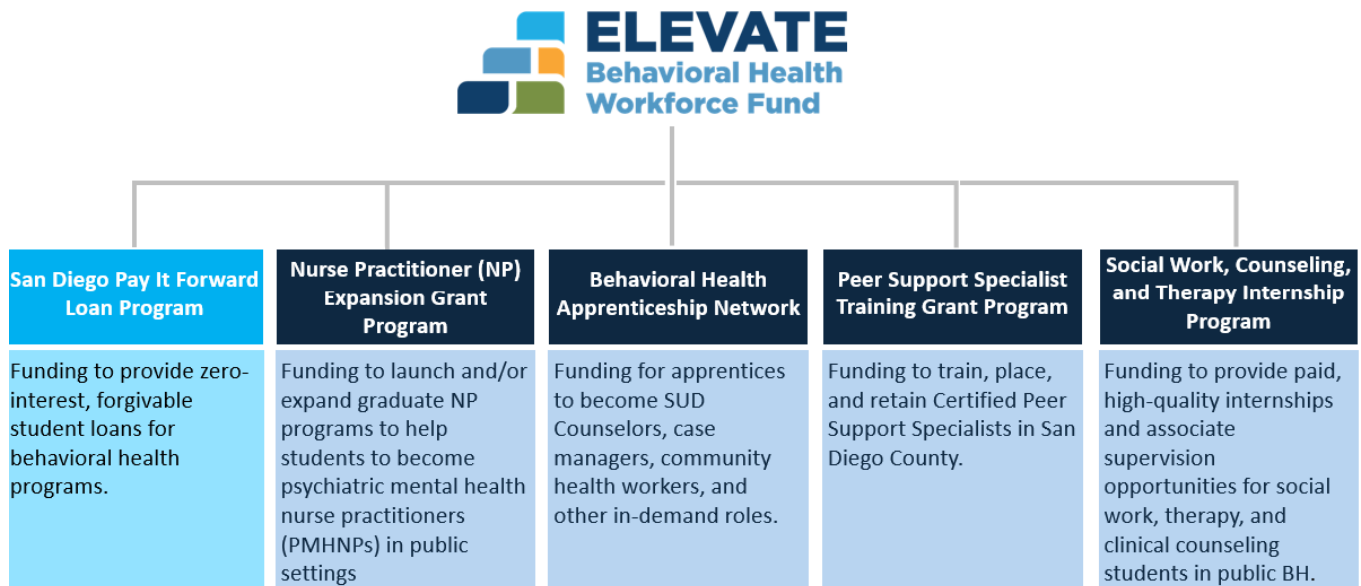 ELEVATE
Behavioral Health
Workforce Fund
San Diego Pay It Forward
Loan Program
Funding to provide zero-
interest, forgivable
student loans for
behavioral health
programs.
Nurse Practitioner (NP)
Expansion Grant
Program
Funding to launch and/or
expand graduate NP
programs to help
students to become
psychiatric mental health
nurse practitioners
(PMHNPs) in public
settings
Behavioral Health
Apprenticeship Network
Funding for apprentices
to become SUD
Counselors, case
managers, community
health workers, and
other in-demand roles.
Peer Support Specialist
Training Grant Program
Funding to train, place,
and retain Certified Peer
Support Specialists in San
Diego County.
Social Work, Counseling,
and Therapy Internship
Program
Funding to provide paid,
high-quality internships
and associate
supervision
opportunities for social
work, therapy, and
clinical counseling
students in public BH.